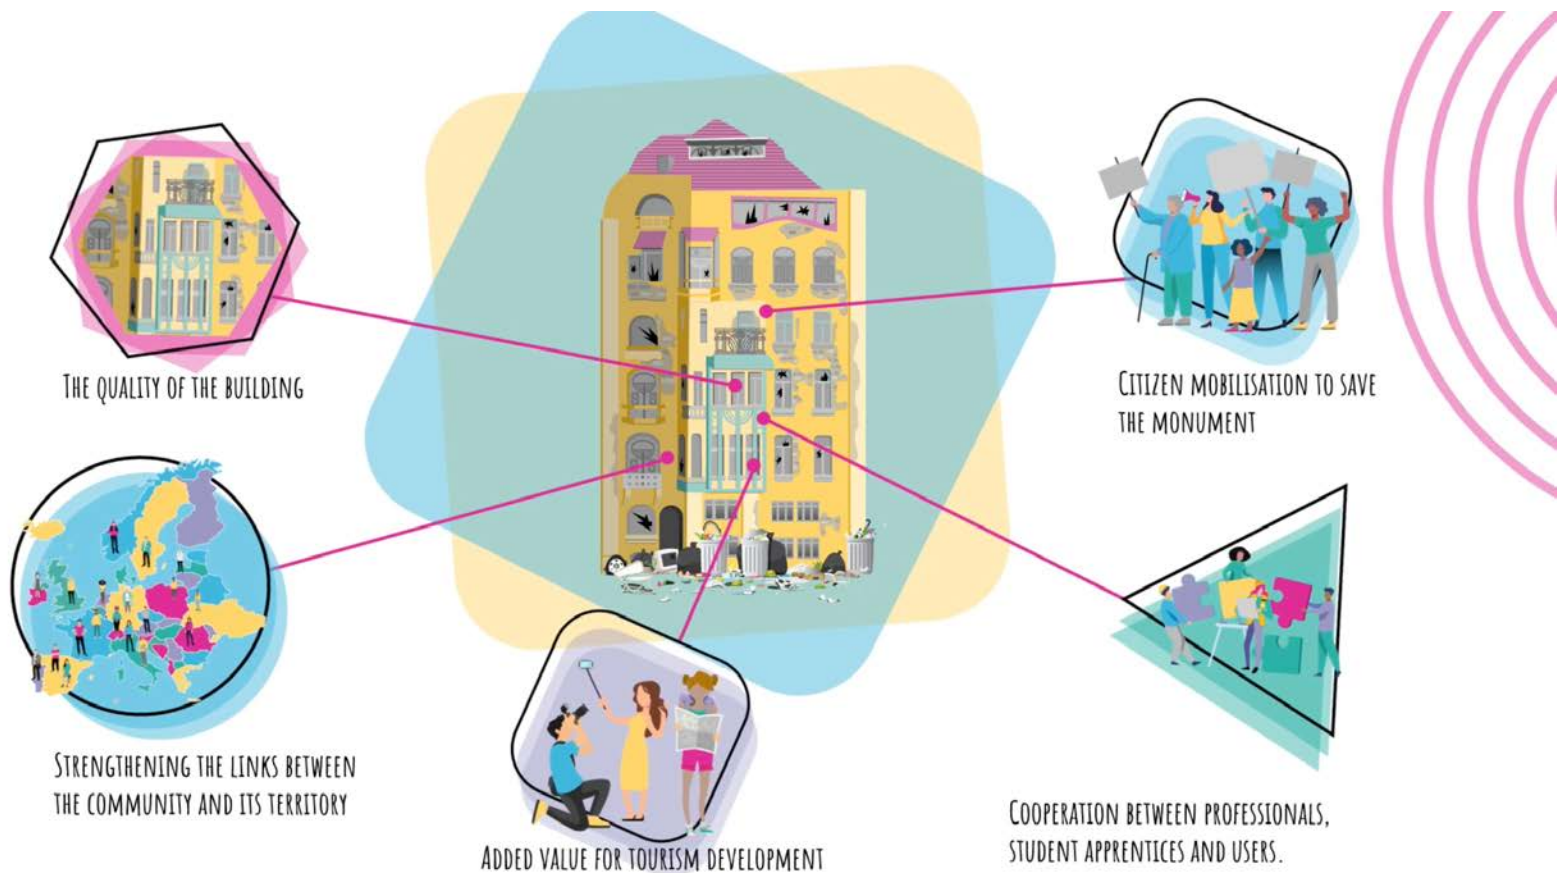 THE QUALITY OF THE BUILDING
CITIZEN MOBILISATION TO SAVE
THE MONUMENT
STRENGTHENING THE LINKS BETWEEN
THE COMMUNITY AND ITS TERRITORY
ADDED VALUE FOR TOURISM DEVELOPMENT
COOPERATION BETWEEN PROFESSIONALS,
STUDENT APPRENTICES AND USERS.